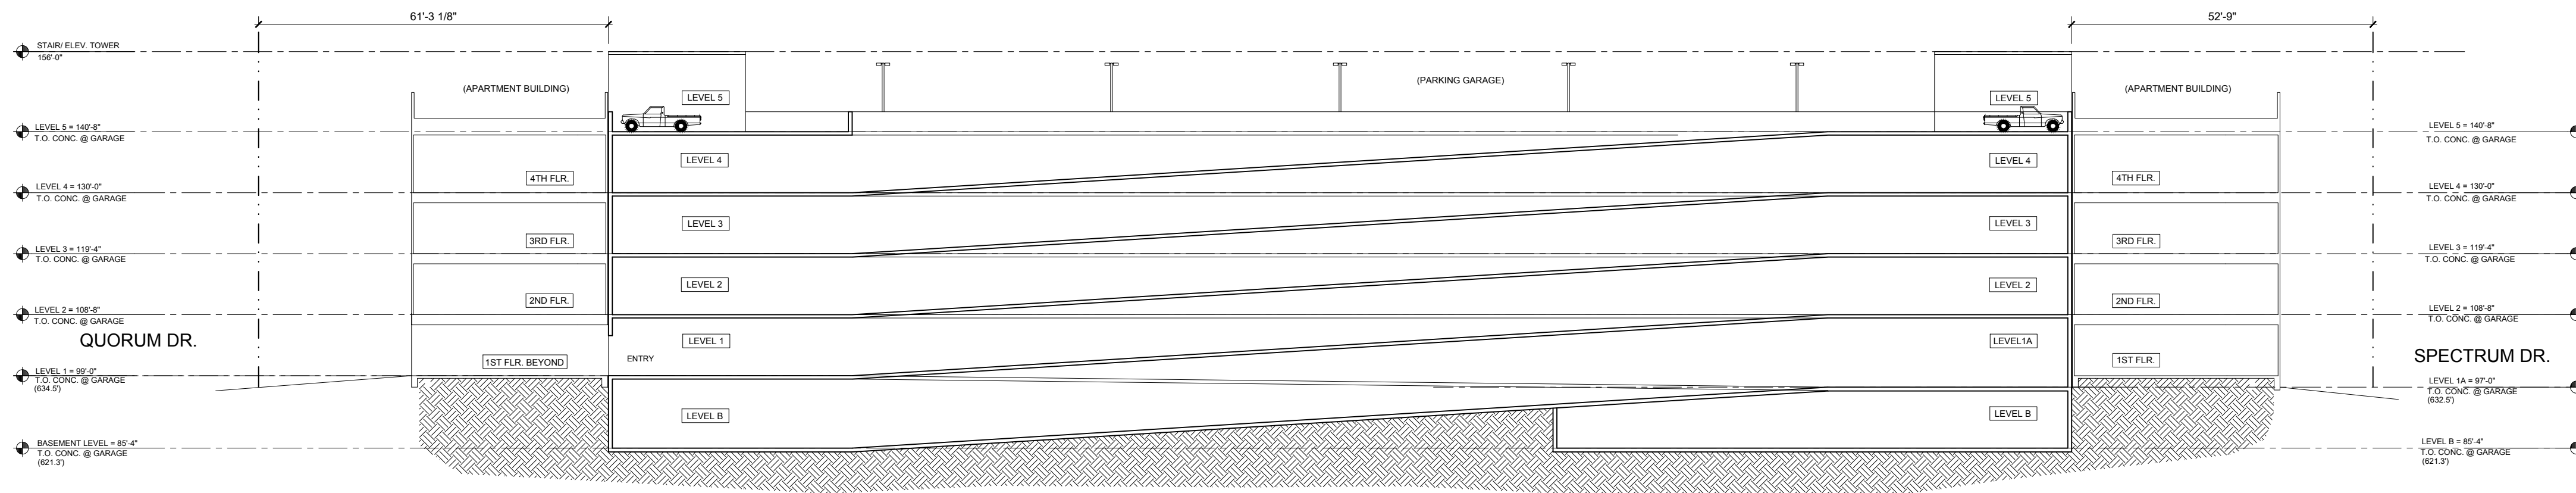 61'-3 1/8"
52'-9"
STAIR/ ELEV. TOWER
156'-0"
(APARTMENT BUILDING)
LEVEL 5
(PARKING GARAGE)
LEVEL 5
(APARTMENT BUILDING)
LEVEL 5 = 140'-8"
T.O. CONC. @ GARAGE
LEVEL 5 = 140'-8"
T.O. CONC. @ GARAGE
LEVEL 4
LEVEL 4
4TH FLR.
4TH FLR.
LEVEL 4 = 130'-0"
T.O. CONC. @ GARAGE
LEVEL 4 = 130'-0"
T.O. CONC. @ GARAGE
LEVEL 3
LEVEL 3
3RD FLR.
3RD FLR.
LEVEL 3 = 119'-4"
T.O. CONC. @ GARAGE
LEVEL 3 = 119'-4"
T.O. CONC. @ GARAGE
LEVEL 2
LEVEL 2
2ND FLR.
2ND FLR.
LEVEL 2 = 108'-8"
T.O. CONC. @ GARAGE
LEVEL 2 = 108'-8"
T.O. CONC. @ GARAGE
QUORUM DR.
LEVEL 1
LEVEL1A
SPECTRUM DR.
1ST FLR. BEYOND
ENTRY
1ST FLR.
LEVEL 1 = 99'-0"
T.O. CONC. @ GARAGE
(634.5')
LEVEL 1A = 97'-0"
T.O. CONC. @ GARAGE
(632.5')
LEVEL B
LEVEL B
BASEMENT LEVEL = 85'-4"
T.O. CONC. @ GARAGE
(621.3')
LEVEL B = 85'-4"
T.O. CONC. @ GARAGE
(621.3')